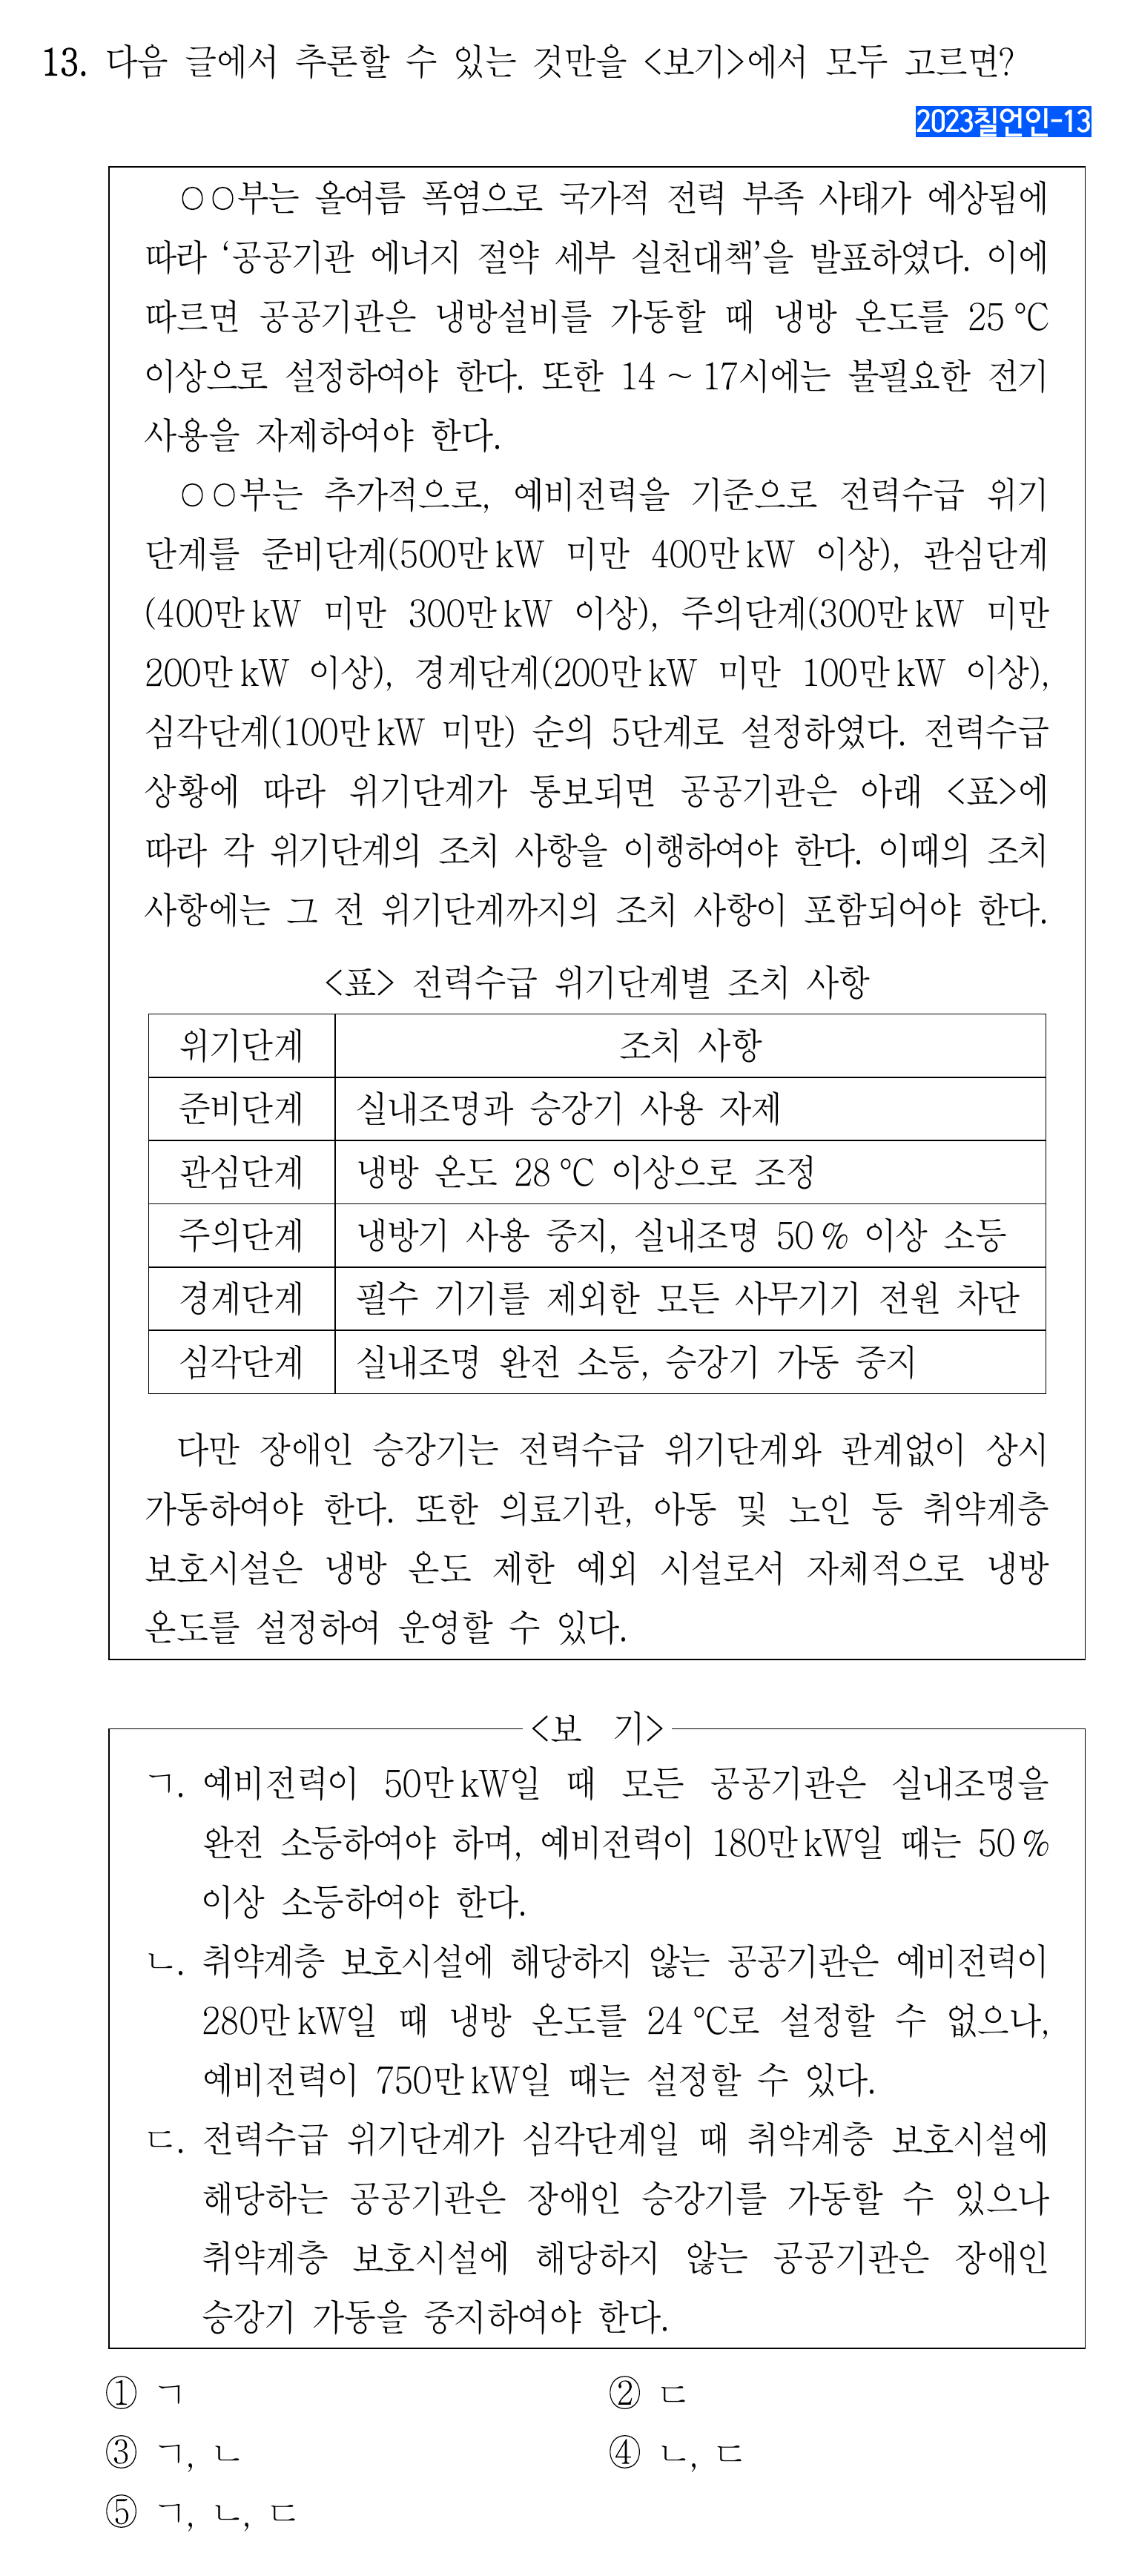 13. 다음 글에서 추론할 수 있는 것만을 <보기>에서 모두 고르면?
2023칠언인-13
○○부는 올여름 폭염으로 국가적 전력 부족 사태가 예상됨에
따라 ‘공공기관 에너지 절약 세부 실천대책’을 발표하였다. 이에
따르면 공공기관은 냉방설비를 가동할 때 냉방 온도를 25 ℃
이상으로 설정하여야 한다. 또한 14 ~ 17시에는 불필요한 전기
사용을 자제하여야 한다.
○○부는 추가적으로, 예비전력을 기준으로 전력수급 위기
단계를 준비단계(500만 kW 미만 400만 kW 이상), 관심단계
(400만 kW 미만 300만 kW 이상), 주의단계(300만 kW 미만
200만 kW 이상), 경계단계(200만 kW 미만 100만 kW 이상),
심각단계(100만 kW 미만) 순의 5단계로 설정하였다. 전력수급
상황에 따라 위기단계가 통보되면 공공기관은 아래 <표>에
따라 각 위기단계의 조치 사항을 이행하여야 한다. 이때의 조치
사항에는 그 전 위기단계까지의 조치 사항이 포함되어야 한다.
<표> 전력수급 위기단계별 조치 사항
위기단계 조치 사항
준비단계 실내조명과 승강기 사용 자제
관심단계 냉방 온도 28 ℃ 이상으로 조정
주의단계 냉방기 사용 중지, 실내조명 50 % 이상 소등
경계단계 필수 기기를 제외한 모든 사무기기 전원 차단
심각단계 실내조명 완전 소등, 승강기 가동 중지
다만 장애인 승강기는 전력수급 위기단계와 관계없이 상시
가동하여야 한다. 또한 의료기관, 아동 및 노인 등 취약계층
보호시설은 냉방 온도 제한 예외 시설로서 자체적으로 냉방
온도를 설정하여 운영할 수 있다.
<보 기>
ㄱ. 예비전력이 50만 kW일 때 모든 공공기관은 실내조명을
완전 소등하여야 하며, 예비전력이 180만 kW일 때는 50 %
이상 소등하여야 한다.
ㄴ. 취약계층 보호시설에 해당하지 않는 공공기관은 예비전력이
280만 kW일 때 냉방 온도를 24 ℃로 설정할 수 없으나,
예비전력이 750만 kW일 때는 설정할 수 있다.
ㄷ. 전력수급 위기단계가 심각단계일 때 취약계층 보호시설에
해당하는 공공기관은 장애인 승강기를 가동할 수 있으나
취약계층 보호시설에 해당하지 않는 공공기관은 장애인
승강기 가동을 중지하여야 한다.
① ㄱ ② ㄷ
③ ㄱ, ㄴ ④ ㄴ, ㄷ
⑤ ㄱ, ㄴ, ㄷ